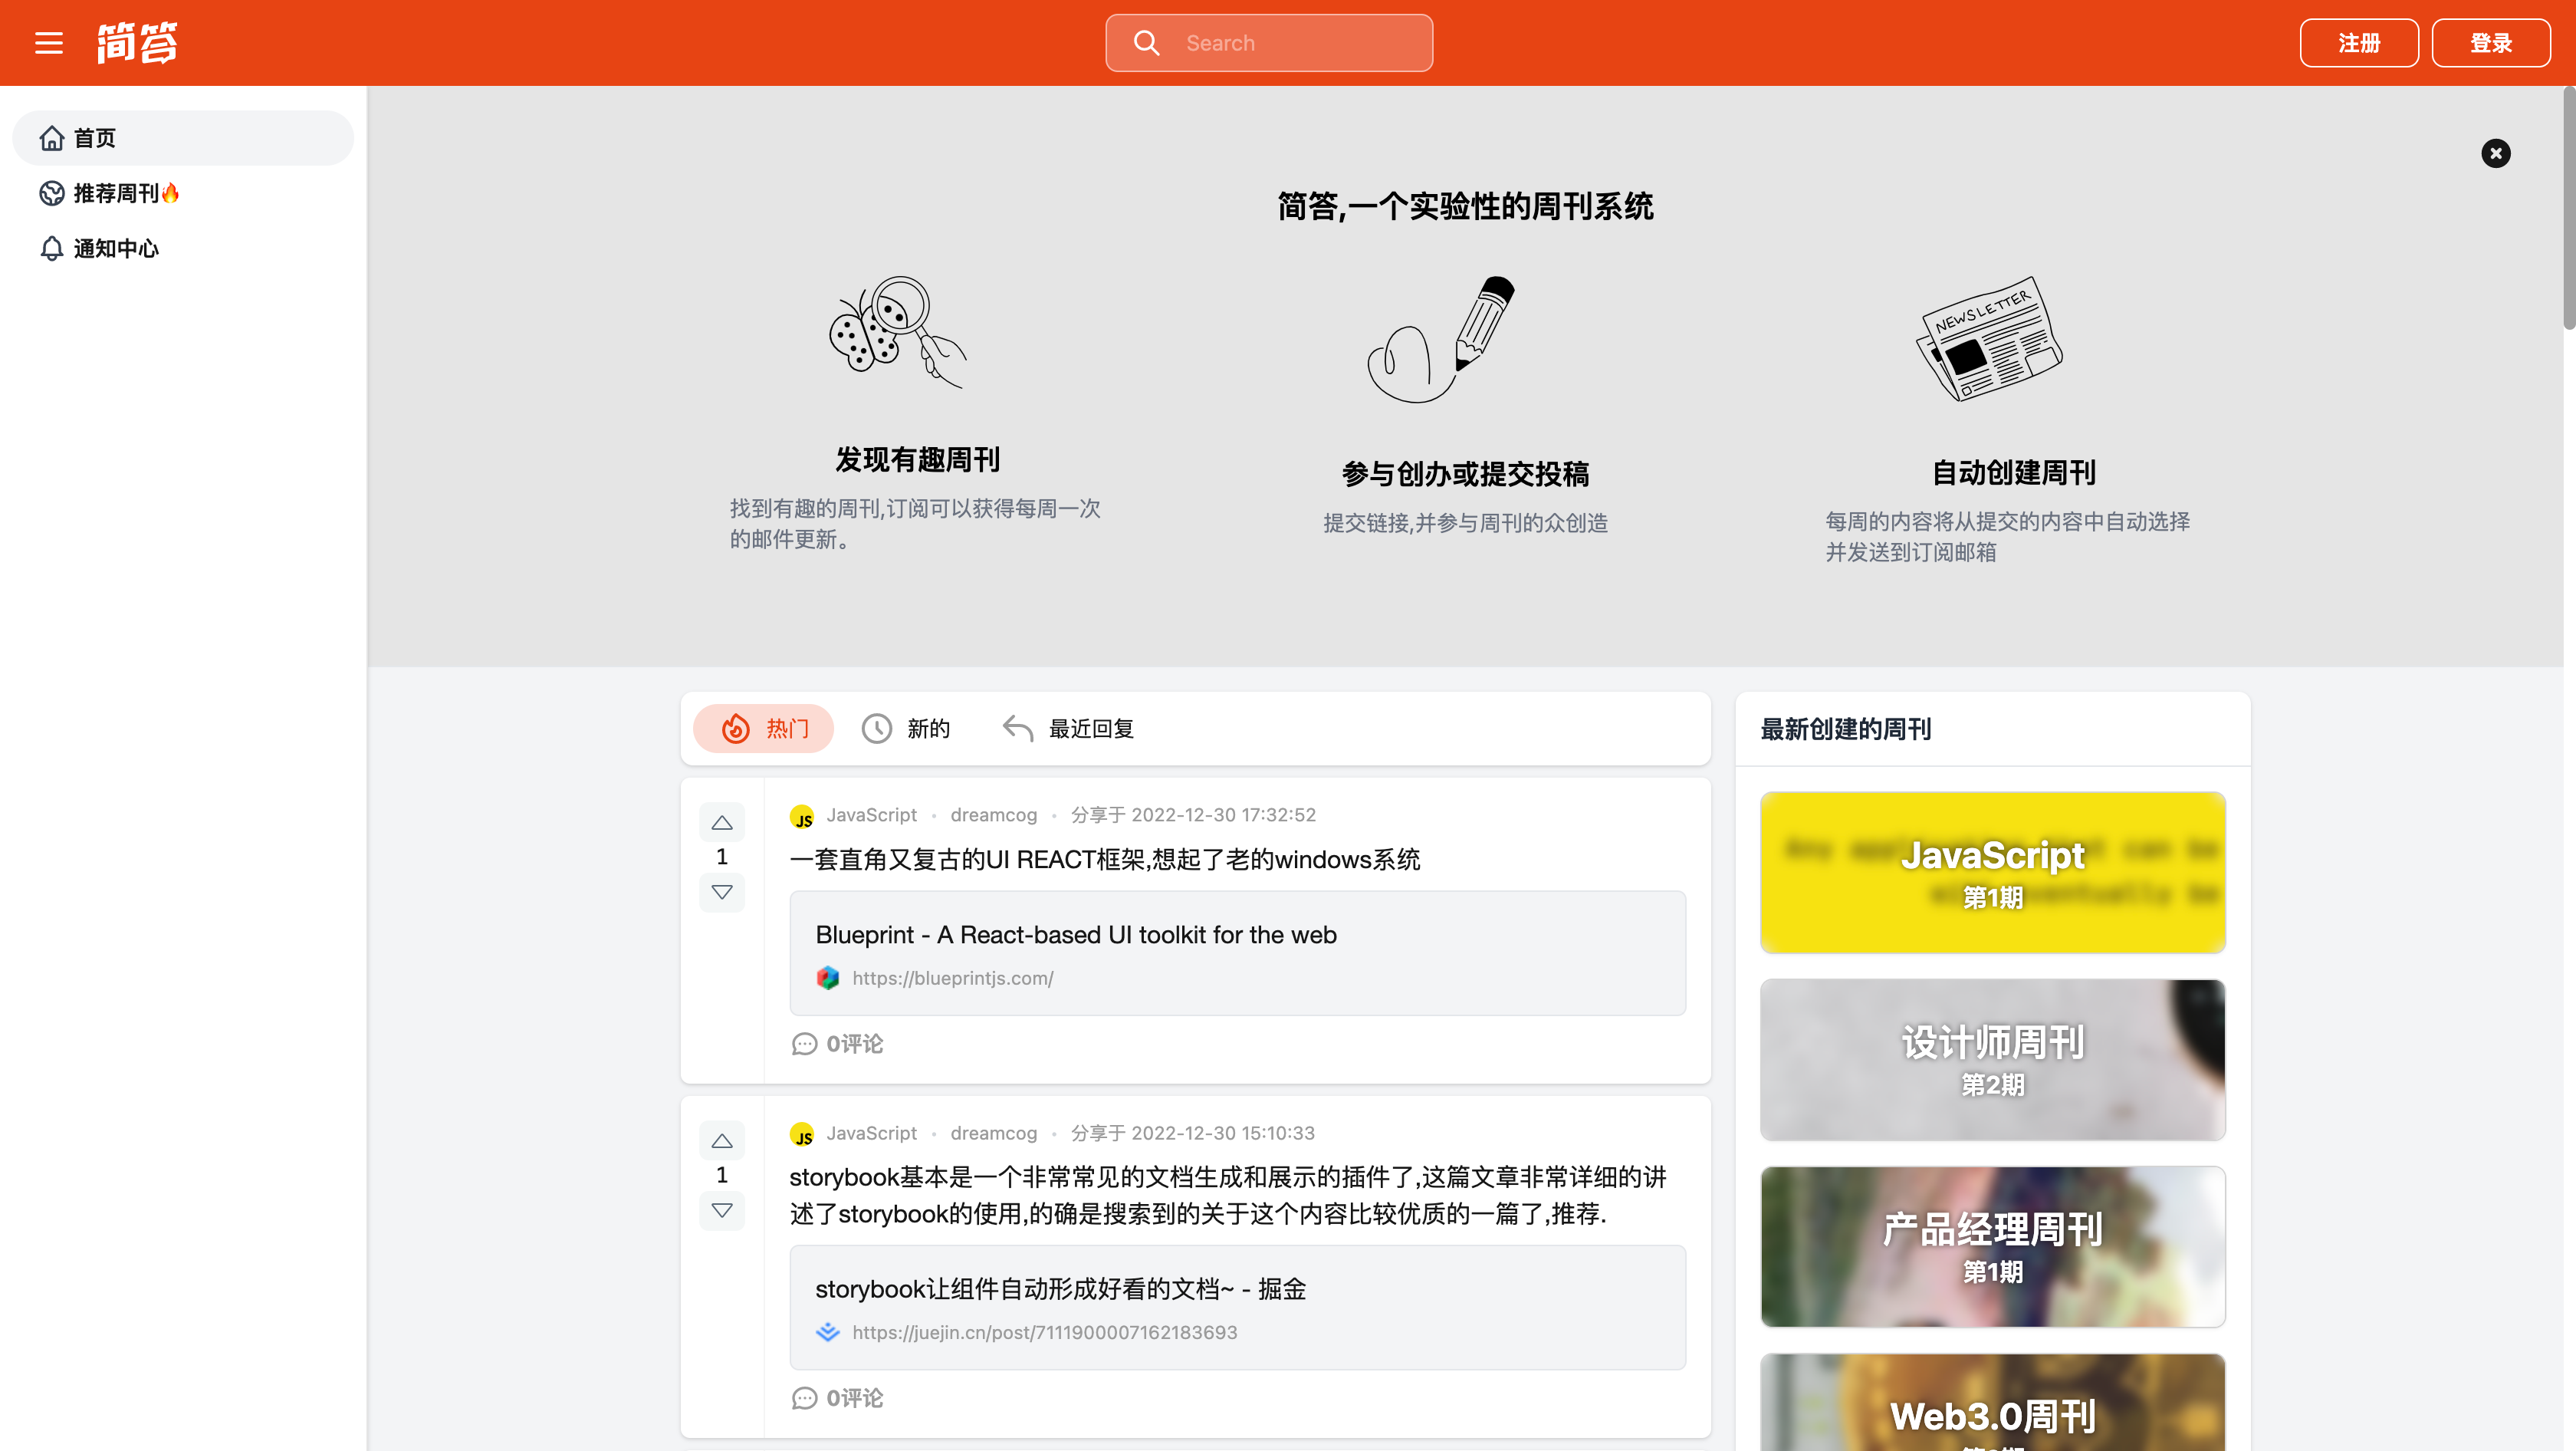 简答
Search
注册
登录
首页
推荐周刊🔥
通知中心
简答,一个实验性的周刊系统
NEWSLETTER
发现有趣周刊
找到有趣的周刊,订阅可以获得每周一次
的邮件更新。
参与创办或提交投稿
提交链接,并参与周刊的众创造
自动创建周刊
每周的内容将从提交的内容中自动选择
并发送到订阅邮箱
热门
新的
最近回复
JS JavaScript • dreamcog • 分享于 2022-12-30 17:32:52
1
一套直角又复古的UI REACT框架,想起了老的windows系统
Blueprint - A React-based UI toolkit for the web
https://blueprintjs.com/
0评论
JS JavaScript • dreamcog • 分享于 2022-12-30 15:10:33
1
storybook基本是一个非常常见的文档生成和展示的插件了,这篇文章非常详细的讲
述了storybook的使用,的确是搜索到的关于这个内容比较优质的一篇了,推荐.
storybook让组件自动形成好看的文档~ - 掘金
https://juejin.cn/post/7111900007162183693
0评论
最新创建的周刊
JavaScript
第1期
设计师周刊
第2期
产品经理周刊
第1期
Web3.0周刊